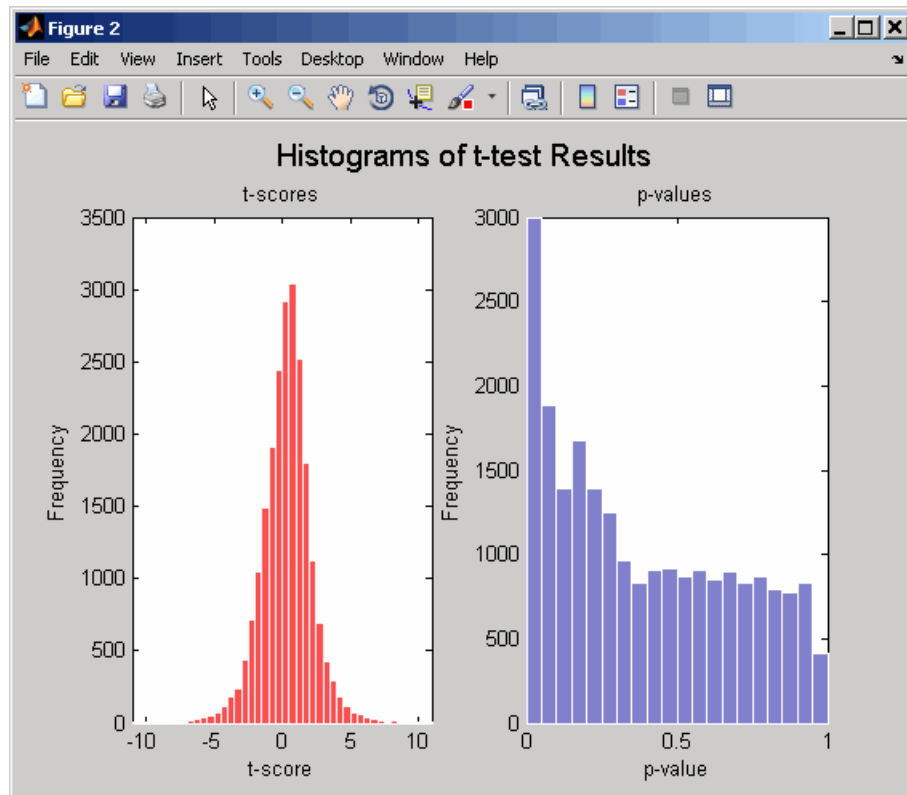 Figure 2
File Edit View Insert Tools Desktop Window Help
Histograms of t-test Results
t-scores
3500
3000
2500
2000
1500
1000
500
0
Frequency
-10 -5 0 5 10
t-score
p-values
3000
2500
2000
1500
1000
500
0
Frequency
0 0.5 1
p-value